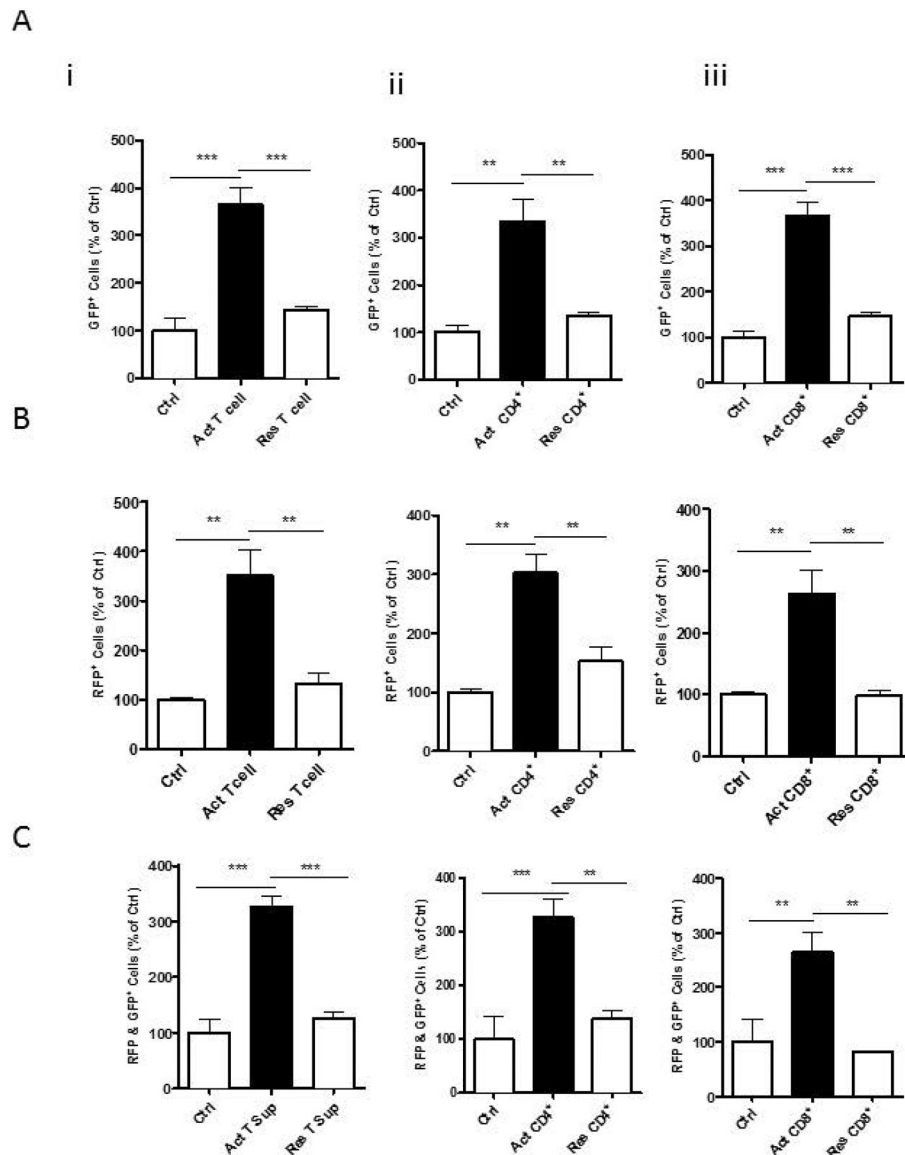 A
i
ii
iii
GFP⁺ Cells (% of Ctrl)
500
400
300
200
100
0
*** ***
Ctrl
Act T cell
Res T cell
GFP⁺ Cells (% of Ctrl)
500
400
300
200
100
0
** **
Ctrl
Act CD4⁺
Res CD4⁺
GFP⁺ Cells (% of Ctrl)
500
400
300
200
100
0
*** ***
Ctrl
Act CD8⁺
Res CD8⁺
B
RFP⁺ Cells (% of Ctrl)
500
400
300
200
100
0
** **
Ctrl
Act Tcell
Res Tcell
RFP⁺ Cells (% of Ctrl)
400
300
200
100
0
** **
Ctrl
Act CD4⁺
Res CD4⁺
RFP⁺ Cells (% of Ctrl)
400
300
200
100
0
** **
Ctrl
Act CD8⁺
Res CD8⁺
C
RFP & GFP⁺ Cells (% of Ctrl)
400
300
200
100
0
*** ***
Ctrl
Act T Sup
Res T Sup
RFP & GFP⁺ Cells (% of Ctrl)
400
300
200
100
0
*** **
Ctrl
Act CD4⁺
Res CD4⁺
RFP & GFP⁺ Cells (% of Ctrl)
400
300
200
100
0
** **
Ctrl
Act CD8⁺
Res CD8⁺